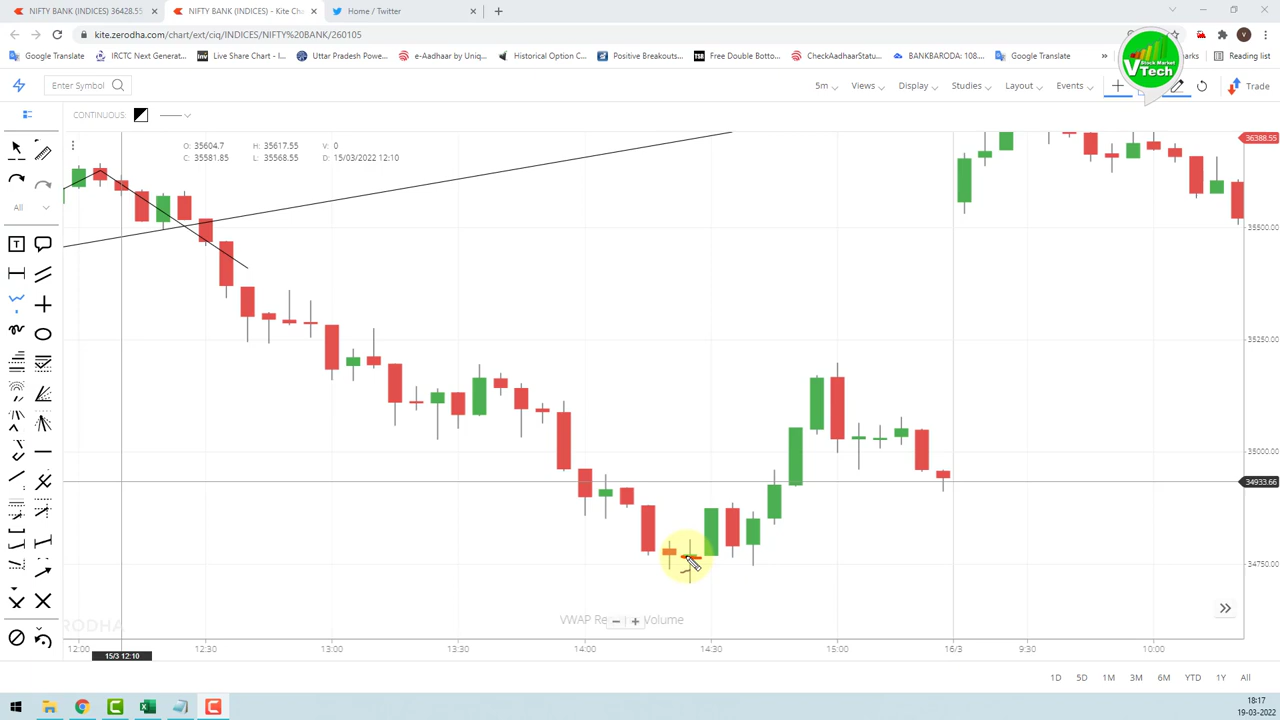 NIFTY BANK (INDICES) 36428.55
NIFTY BANK (INDICES) - Kite Cha
Home / Twitter
kite.zerodha.com/chart/ext/ciq/INDICES/NIFTY%20BANK/260105
Google Translate
IRCTC Next Generat...
Live Share Chart - I...
Uttar Pradesh Powe...
e-Aadhaar by Uniq...
Historical Option C...
Positive Breakouts...
Free Double Botto...
CheckAadhaarStatu...
BANKBARODA: 108...
Google Translate
Reading list
Stock Market
VTech
Enter Symbol
5m
Views
Display
Studies
Layout
Events
Trade
CONTINUOUS:
O: 35604.7 H: 35617.55 V: 0
C: 35581.85 L: 35568.55 D: 15/03/2022 12:10
All
36388.55
35500.00
35250.00
35000.00
34933.66
34750.00
VWAP
Volume
12:00 12:30 13:00 13:30 14:00 14:30 15:00 16/3 9:30 10:00
15/3 12:10
1D 5D 1M 3M 6M YTD 1Y All
18:17
19-03-2022